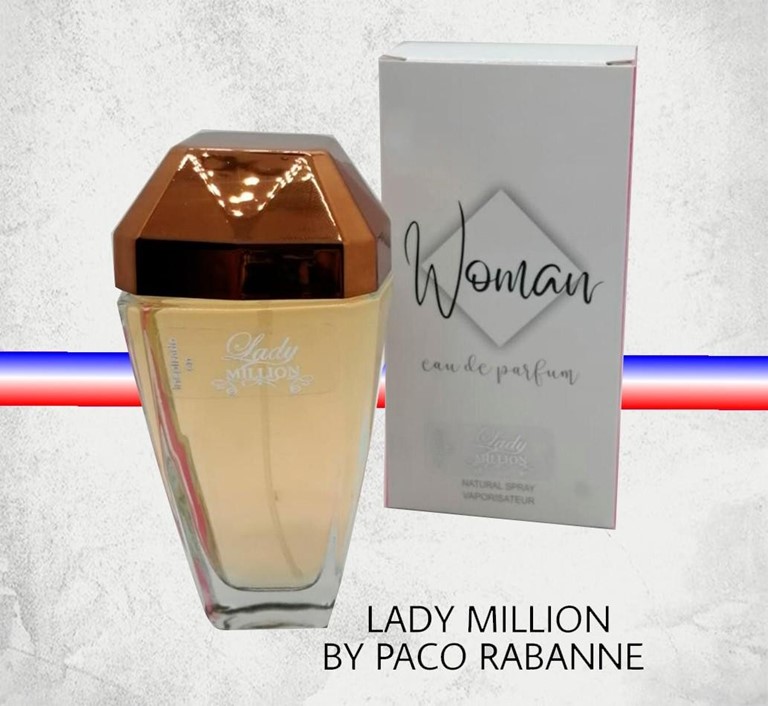 Lady
MILLION
Woman
eau de parfum
Lady
MILLION
NATURAL SPRAY
VAPORISATEUR
LADY MILLION
BY PACO RABANNE